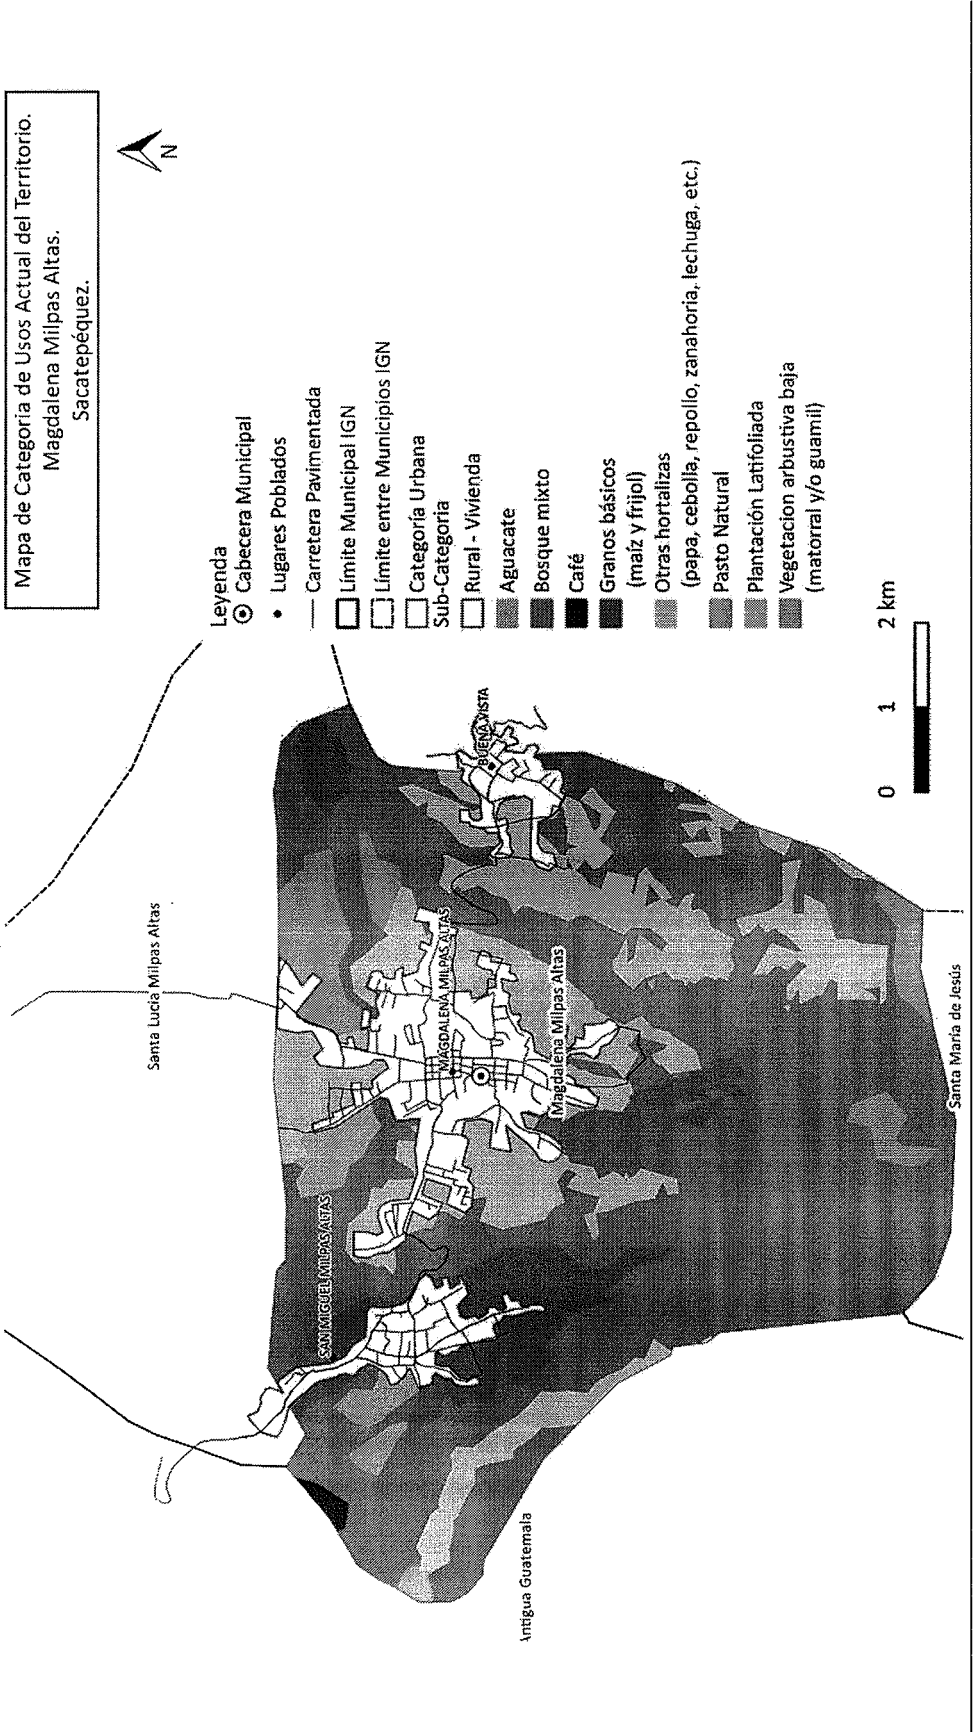 Mapa de Categoria de Usos Actual del Territorio.
Magdalena Milpas Altas.
Sacatepéquez.
N
Leyenda
Cabecera Municipal
Lugares Poblados
Carretera Pavimentada
Límite Municipal IGN
Límite entre Municipios IGN
Categoría Urbana
Sub-Categoria
Rural - Vivienda
Aguacate
Bosque mixto
Café
Granos básicos
(maíz y frijol)
Otras hortalizas
(papa, cebolla, repollo, zanahoria, lechuga, etc.)
Pasto Natural
Plantación Latifoliada
Vegetacion arbustiva baja
(matorral y/o guamil)
0 1 2 km
Santa Lucía Milpas Altas
SAN MIGUEL MILPAS ALTAS
MAGDALENA MILPAS ALTAS
BUENA VISTA
Magdalena Milpas Altas
Antigua Guatemala
Santa María de Jesús